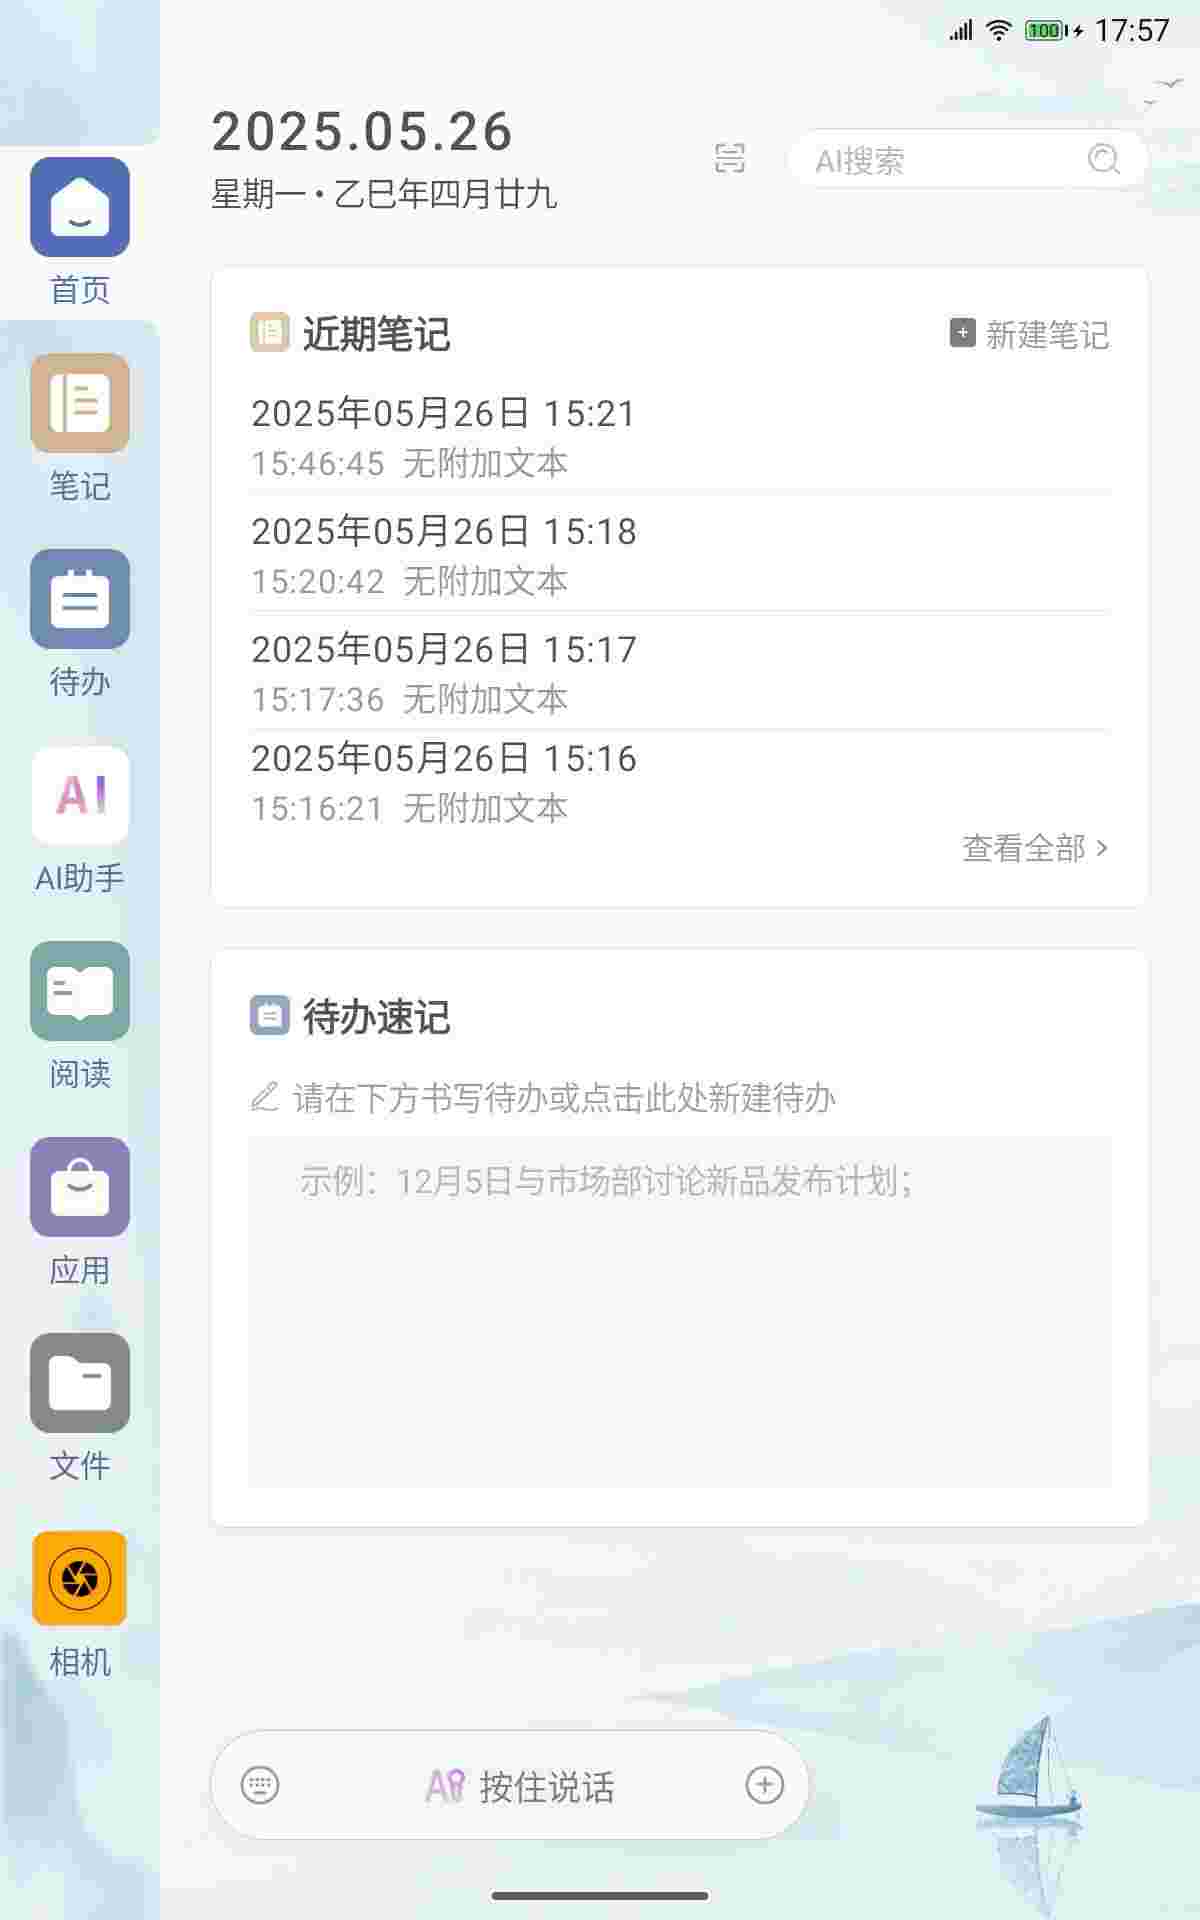 100 17:57
2025.05.26
星期一·乙巳年四月廿九
AI搜索
首页
笔记
待办
AI
AI助手
阅读
应用
文件
相机
近期笔记
新建笔记
2025年05月26日 15:21
15:46:45 无附加文本
2025年05月26日 15:18
15:20:42 无附加文本
2025年05月26日 15:17
15:17:36 无附加文本
2025年05月26日 15:16
15:16:21 无附加文本
查看全部
待办速记
请在下方书写待办或点击此处新建待办
示例：12月5日与市场部讨论新品发布计划；
AI 按住说话